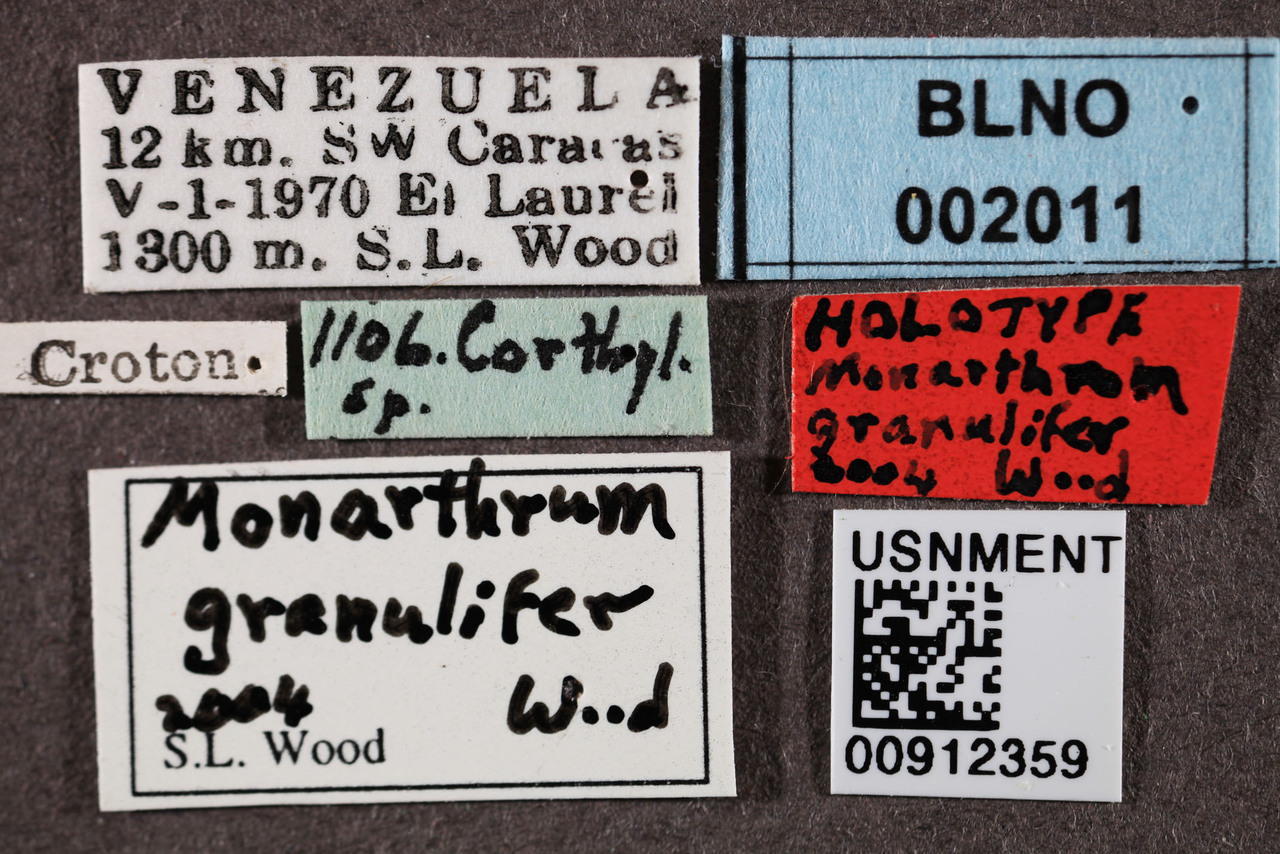 VENEZUELA
12 km. SW Caracas
V-1-1970 El Laurel
1300 m. S.L. Wood
BLNO
002011
Croton.
1106. Corthyl.
sp.
HOLOTYPE
Monarthrum
granulifer
2004 Wood
Monarthrum
granulifer
2004 Wood
S.L. Wood
USNMENT
00912359